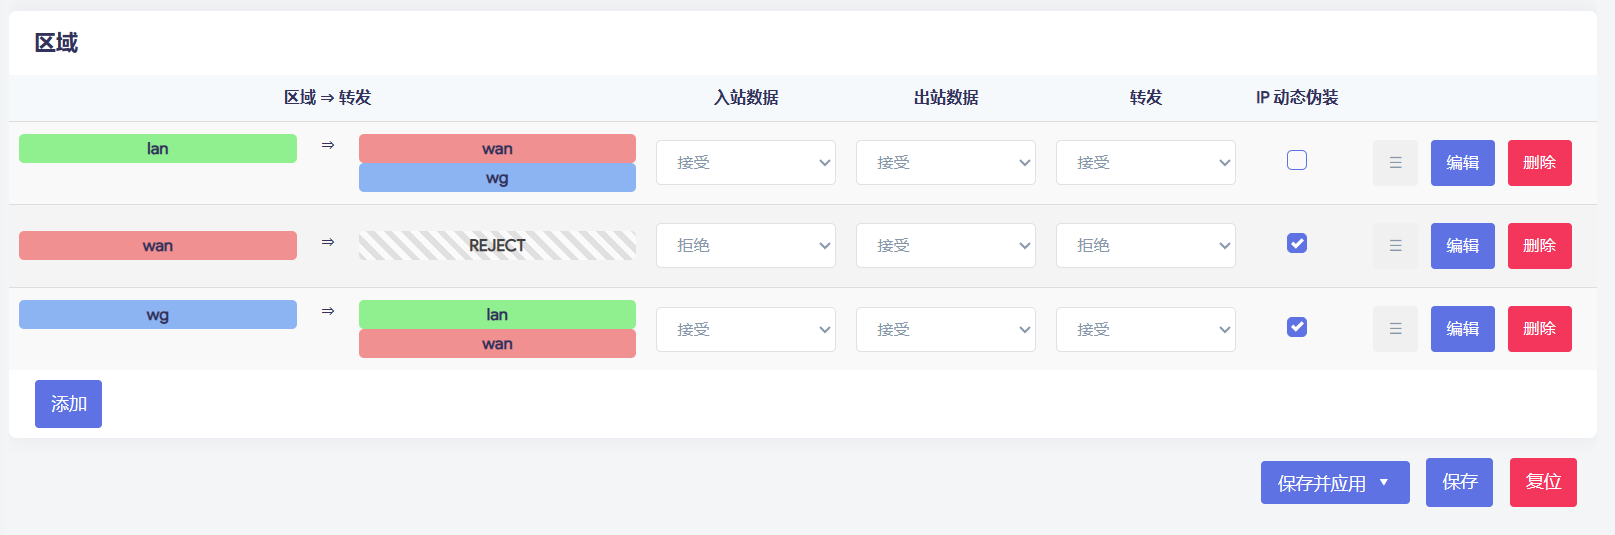 区域
区域 ⇒ 转发 入站数据 出站数据 转发 IP 动态伪装
lan ⇒ wan 接受 接受 接受 ☰ 编辑 删除
wg
wan ⇒ REJECT 拒绝 接受 拒绝 ☰ 编辑 删除
wg ⇒ lan 接受 接受 接受 ☰ 编辑 删除
wan
添加
保存并应用 ▼ 保存 复位